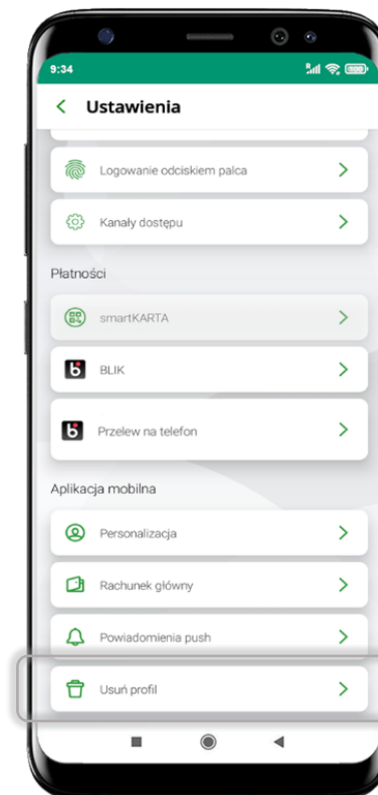 9:34
Ustawienia
Logowanie odciskiem palca
Kanały dostępu
Płatności
smartKARTA
BLIK
Przelew na telefon
Aplikacja mobilna
Personalizacja
Rachunek główny
Powiadomienia push
Usuń profil